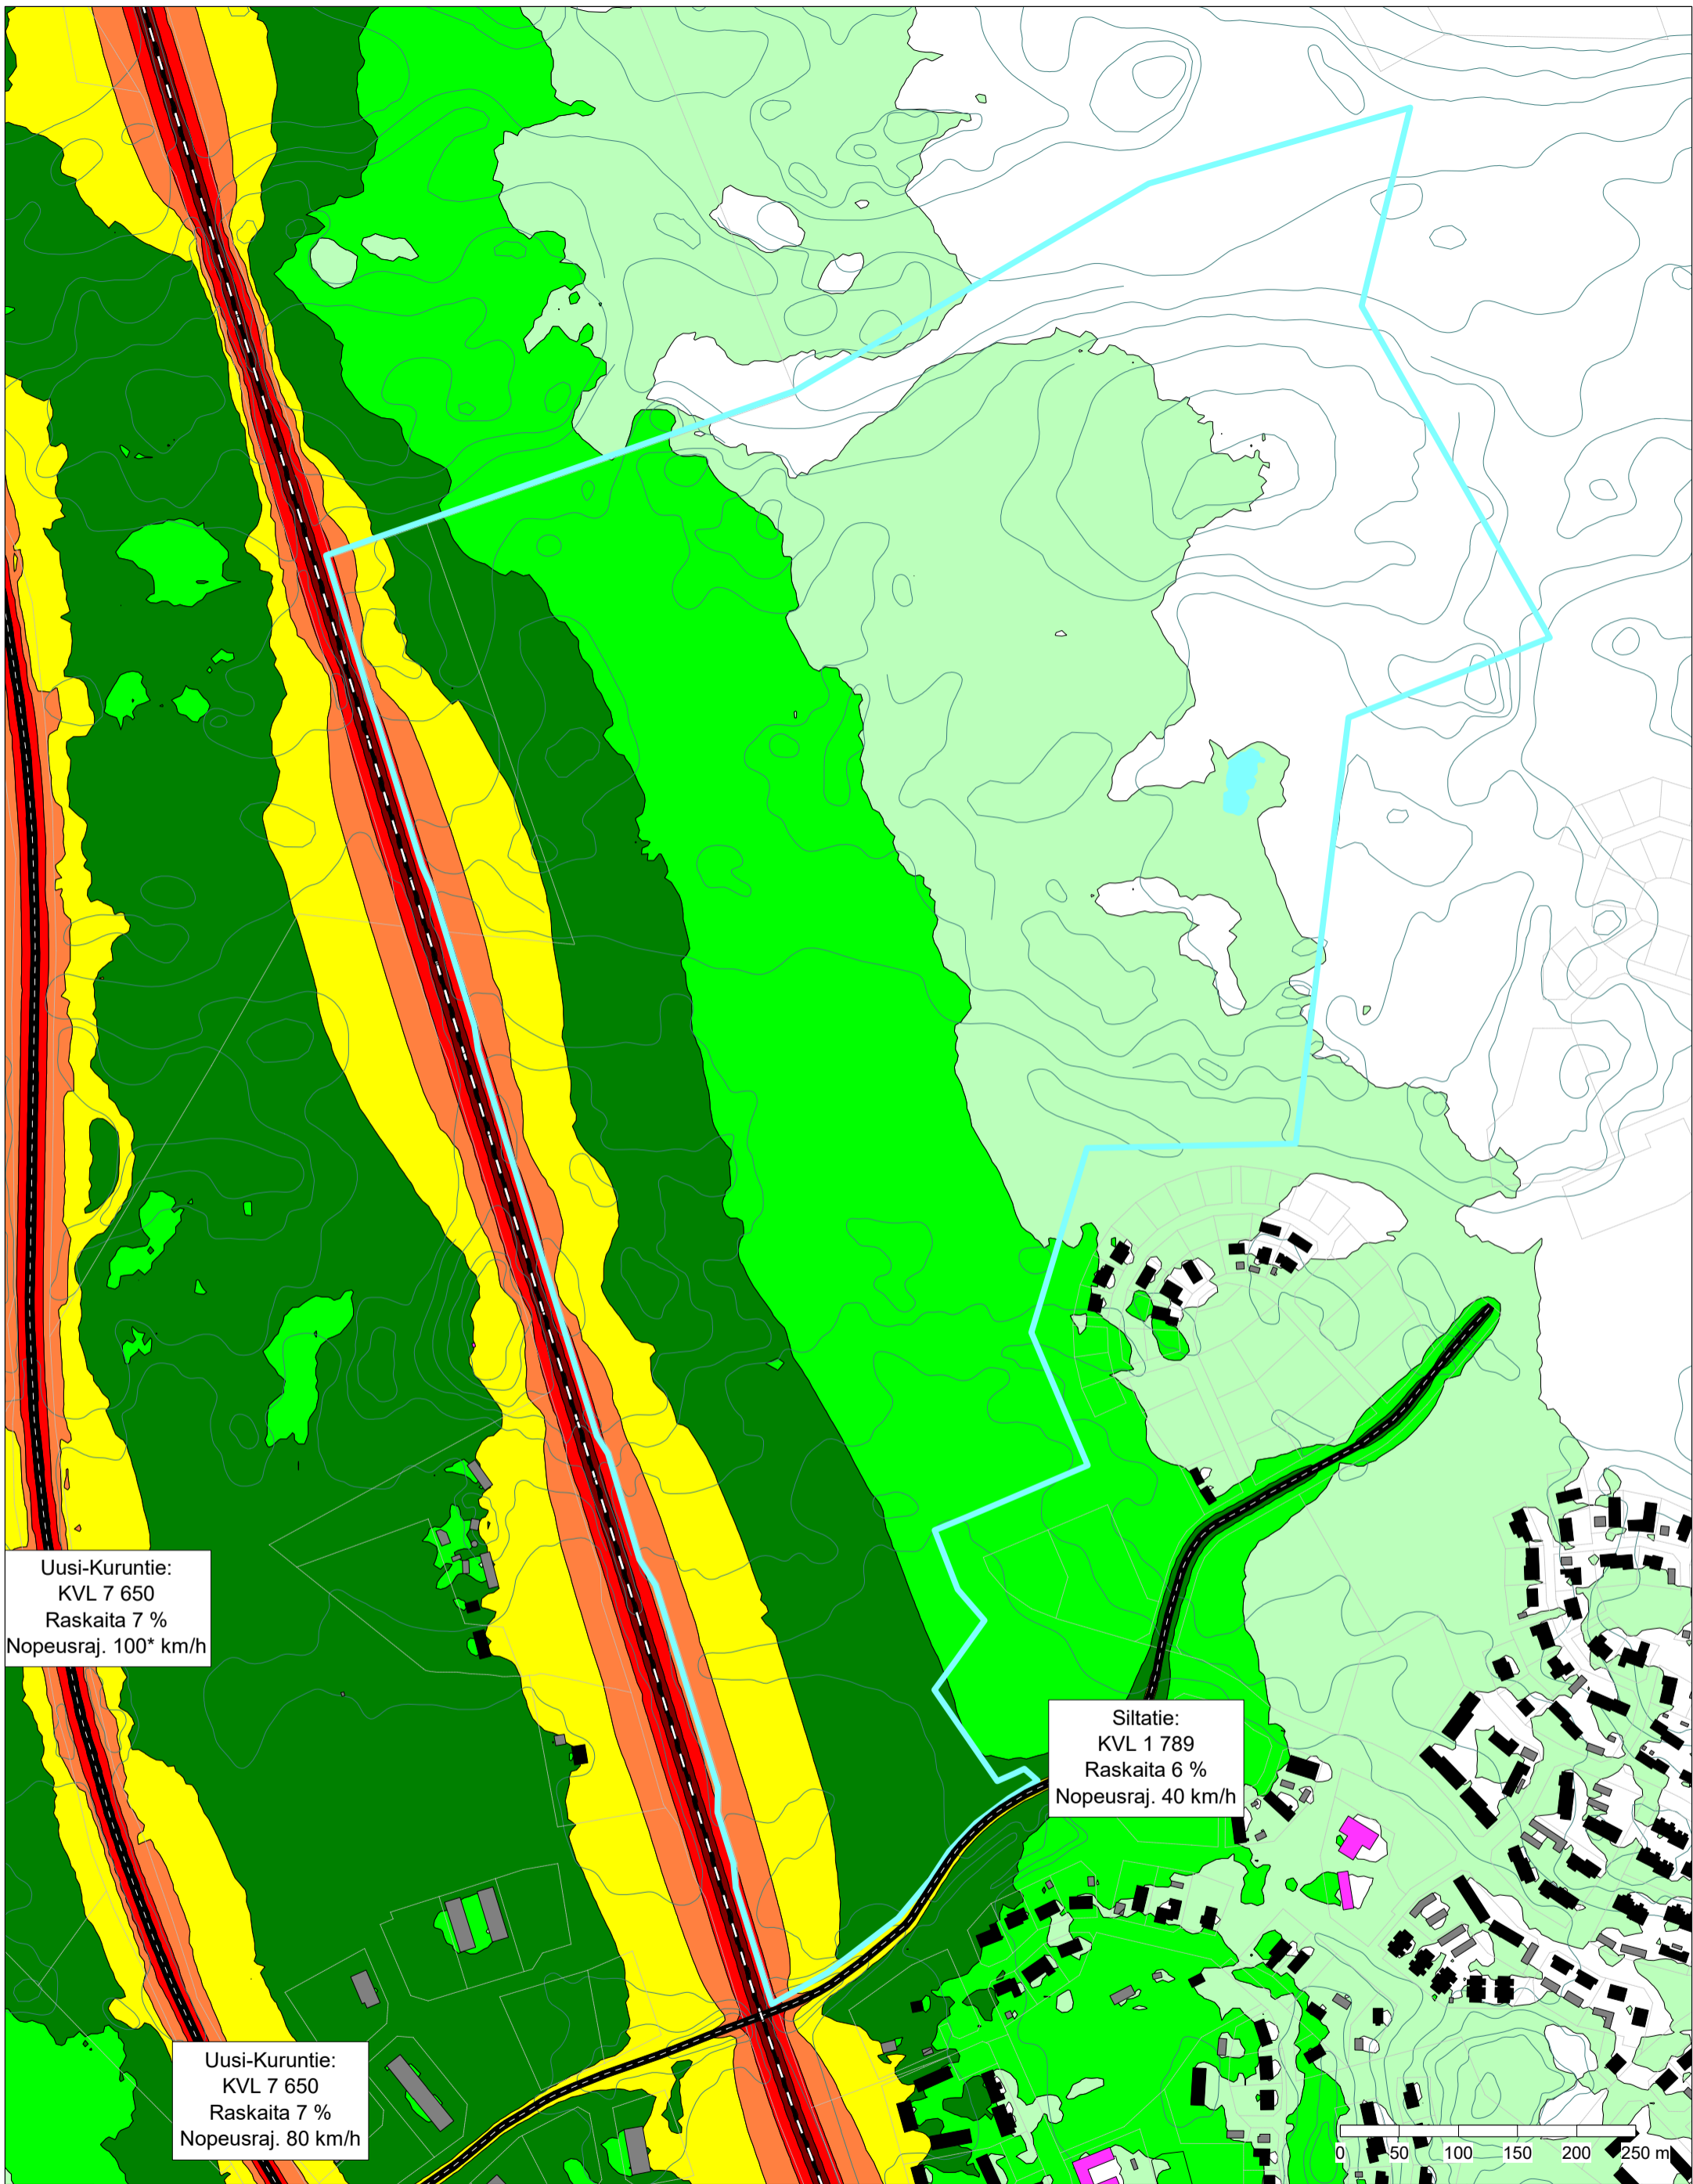 Uusi-Kuruntie:
KVL 7 650
Raskaita 7 %
Nopeusraj. 100* km/h
Siltatie:
KVL 1 789
Raskaita 6 %
Nopeusraj. 40 km/h
Uusi-Kuruntie:
KVL 7 650
Raskaita 7 %
Nopeusraj. 80 km/h
0 50 100 150 200 250 m